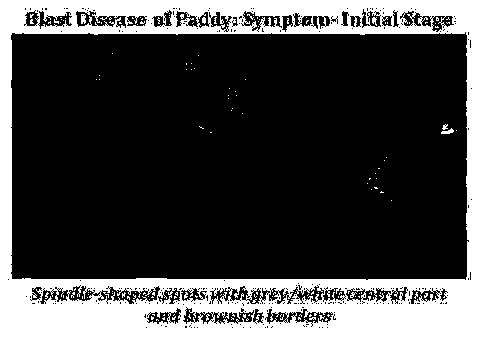 Blast Disease of Paddy: Symptom- Initial Stage
Spindle-shaped spots with grey/white central part
and brownish borders